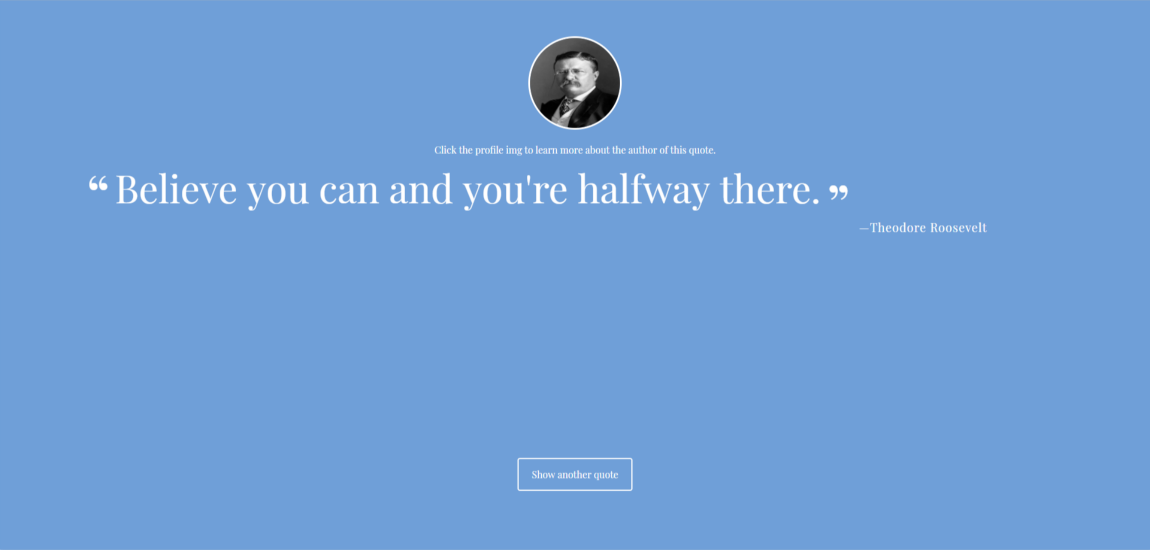 Click the profile img to learn more about the author of this quote.
“ Believe you can and you're halfway there. ”
—Theodore Roosevelt
Show another quote